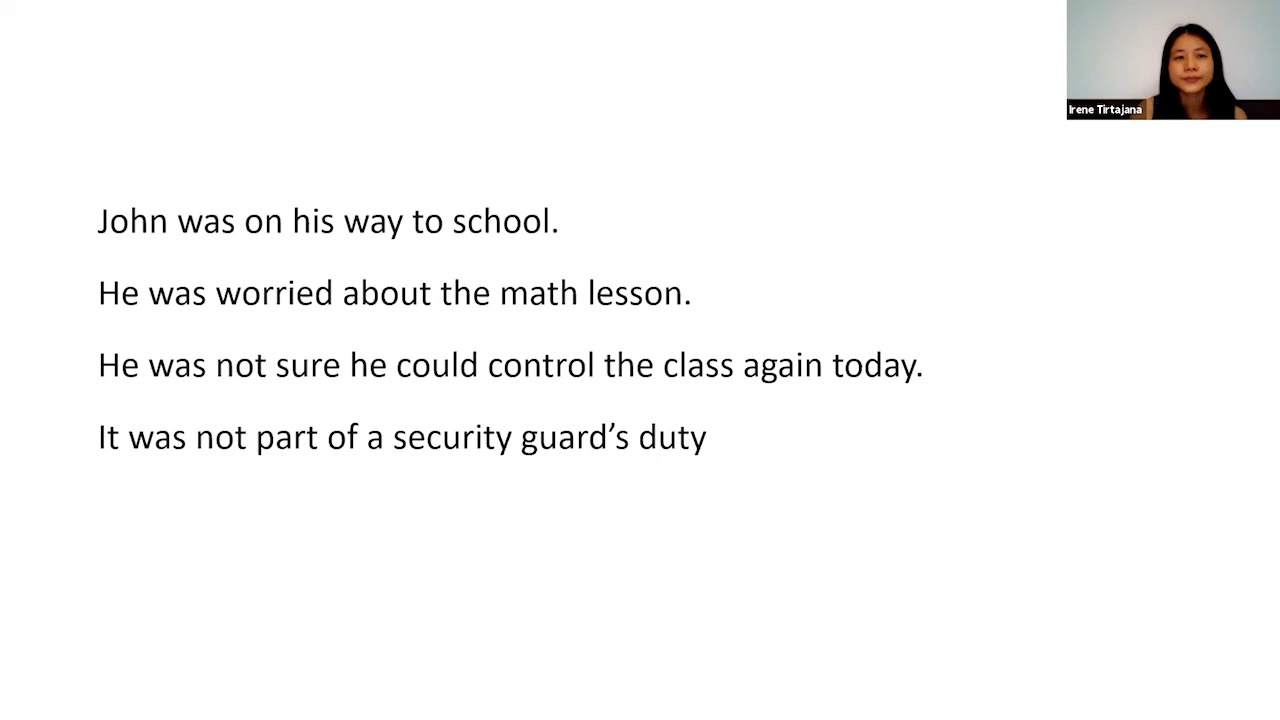 Irene Tirtajana
John was on his way to school.
He was worried about the math lesson.
He was not sure he could control the class again today.
It was not part of a security guard’s duty